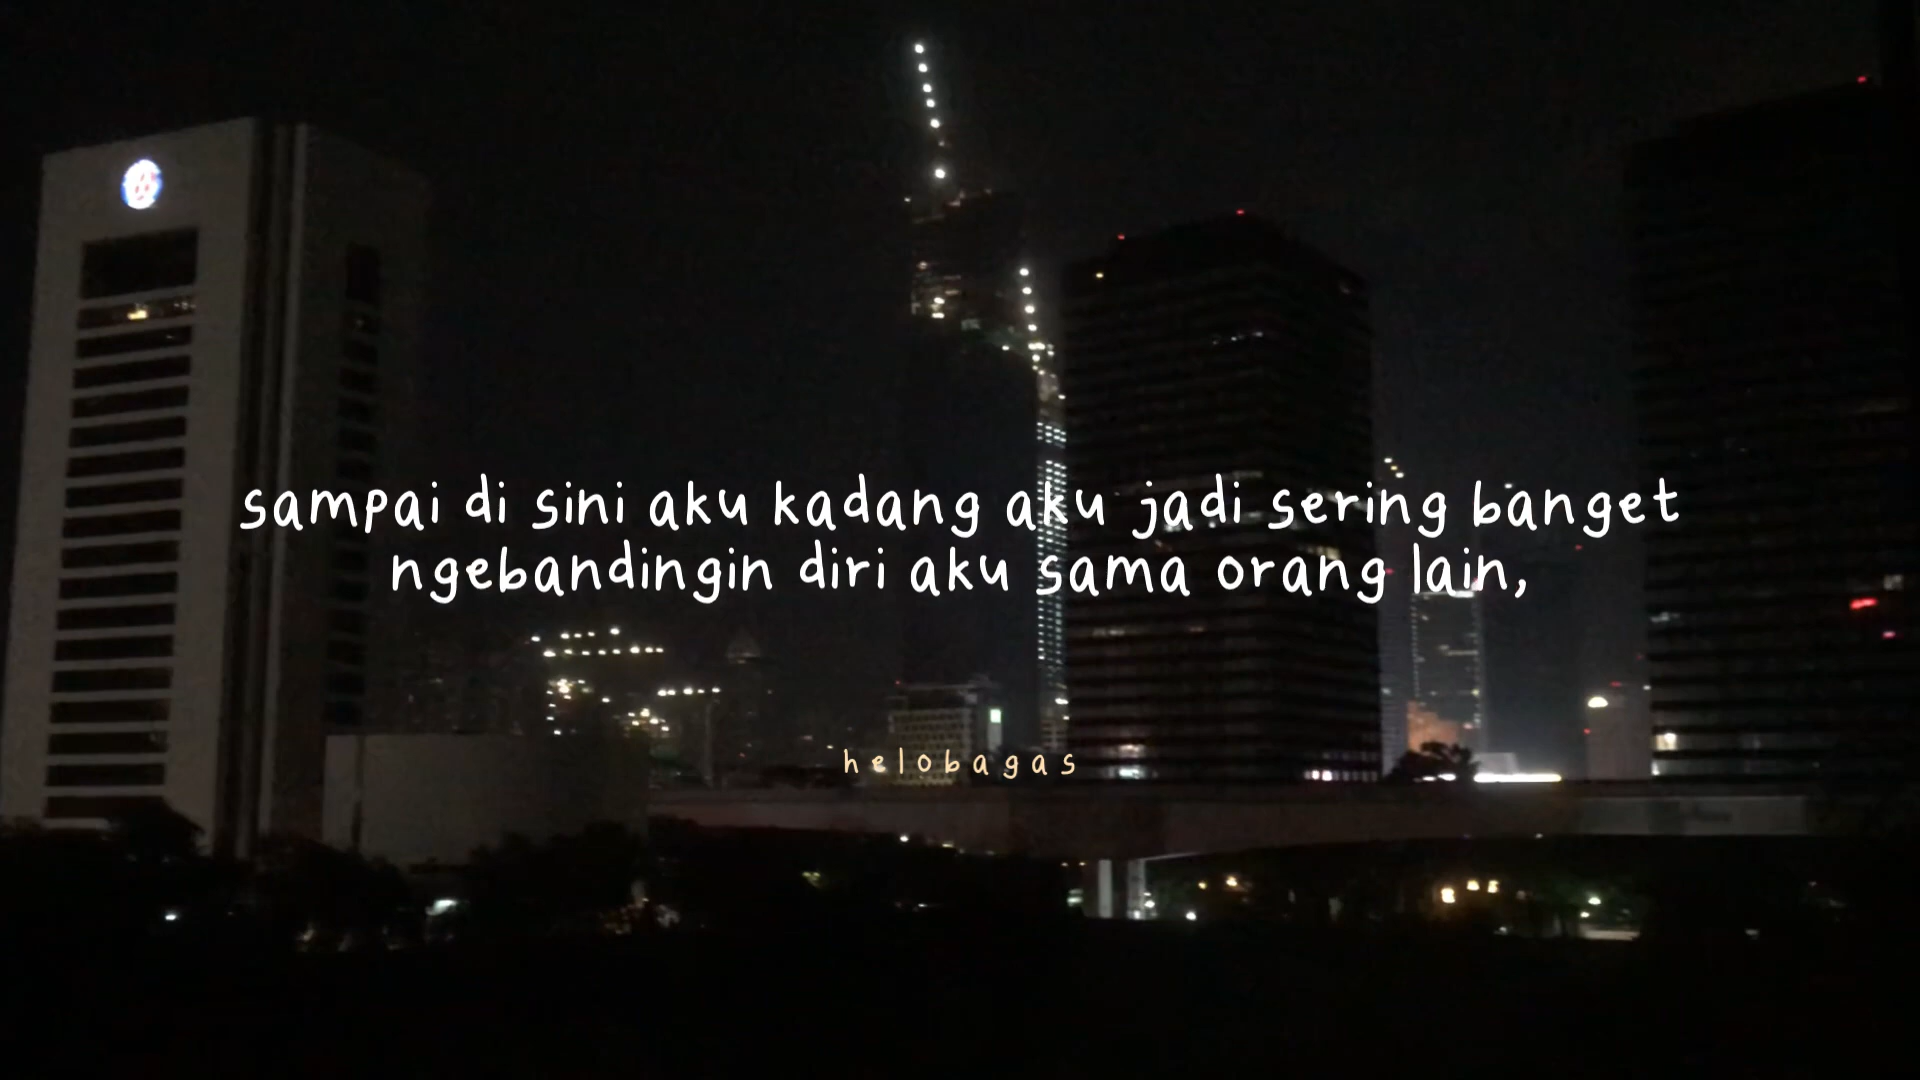 sampai di sini aku kadang aku jadi sering banget
ngebandingin diri aku sama orang lain,
helobagas